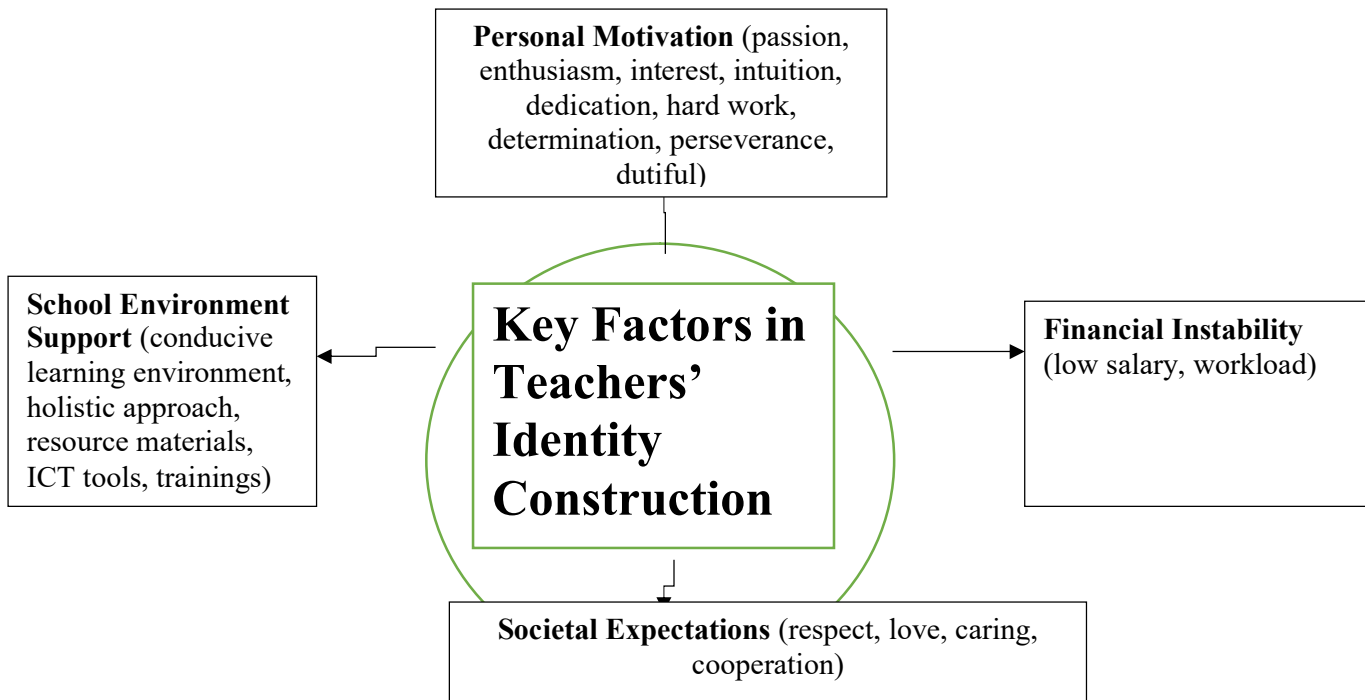 Personal Motivation (passion,
enthusiasm, interest, intuition,
dedication, hard work,
determination, perseverance,
dutiful)
School Environment
Support (conducive
learning environment,
holistic approach,
resource materials,
ICT tools, trainings)
Key Factors in
Teachers’
Identity
Construction
Financial Instability
(low salary, workload)
Societal Expectations (respect, love, caring,
cooperation)